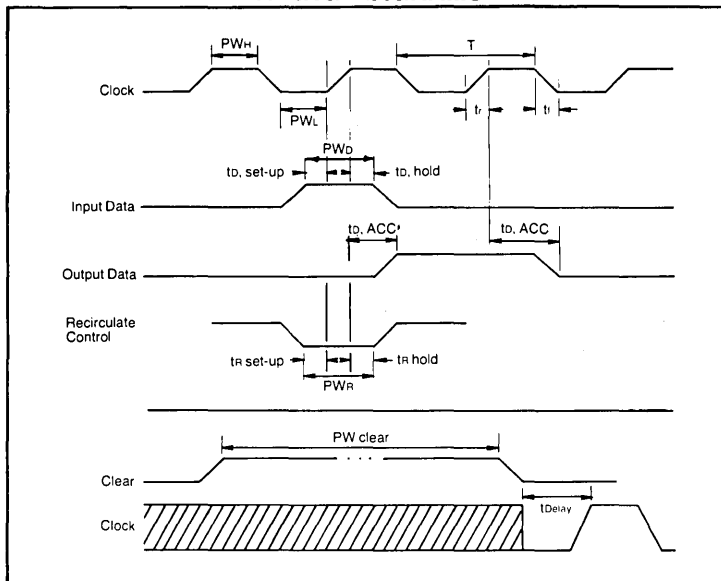 PWH
T
Clock
PWL
tr
tf
PWD
tD, set-up
tD, hold
Input Data
tD, ACC'
tD, ACC
Output Data
Recirculate
Control
tR set-up
tR hold
PWR
PW clear
Clear
tDelay
Clock